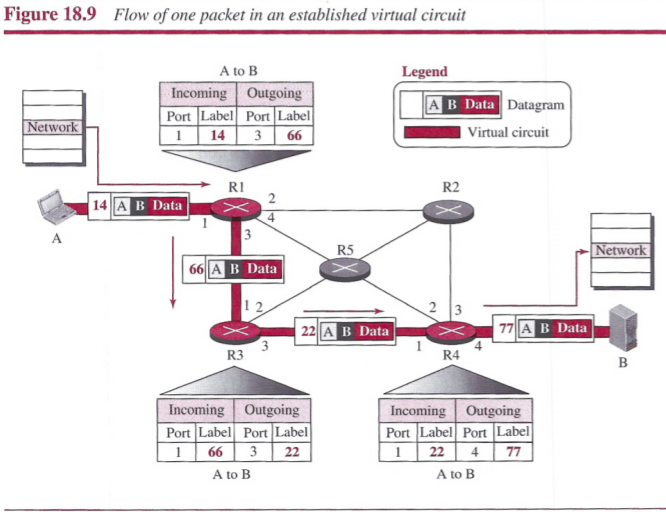 Figure 18.9 Flow of one packet in an established virtual circuit
A to B
Incoming Outgoing
Port Label Port Label
1 14 3 66
Legend
A B Data Datagram
Virtual circuit
Network
R1
R2
2
4
14 A B Data
1
3
A
R5
Network
66 A B Data
1 2
2 3
22 A B Data
77 A B Data
3
1
4
R3
R4
B
Incoming Outgoing
Port Label Port Label
1 66 3 22
A to B
Incoming Outgoing
Port Label Port Label
1 22 4 77
A to B